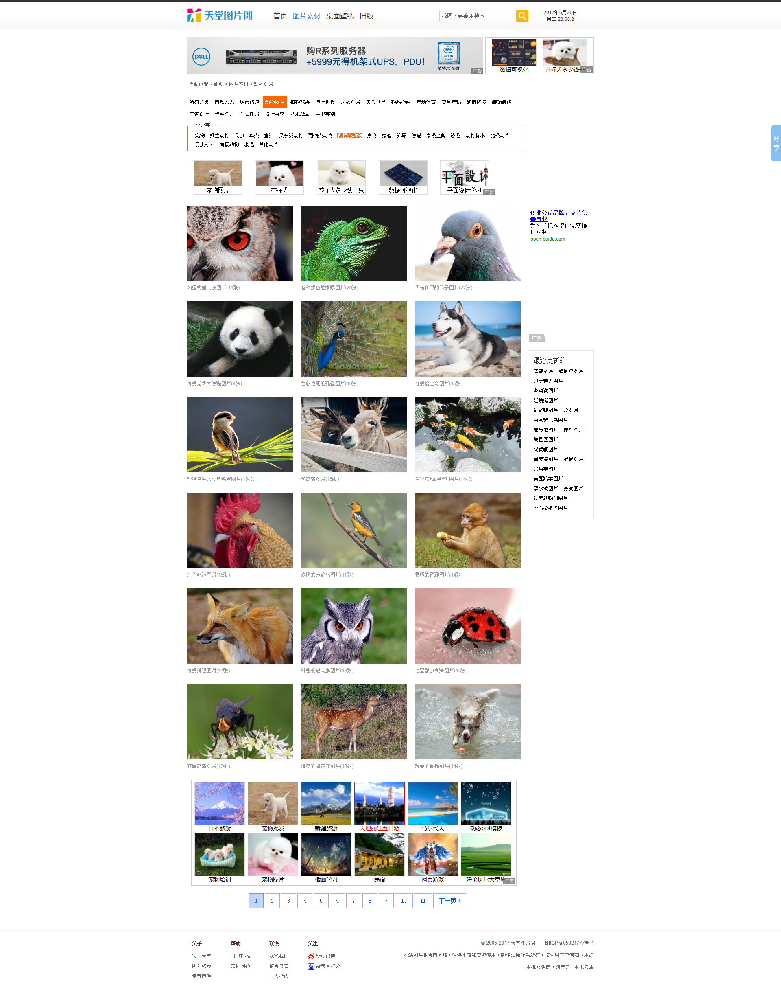 天堂图片网
首页 图片素材 桌面壁纸 旧版
找图，要善用搜索
2017年6月20日
周二 23:08:2
DELL
购R系列服务器
+5999元得机架式UPS、PDU！
intel XEON inside
英特尔 至强
广告
数据可视化
茶杯犬多少钱一
广告
当前位置：首页 > 图片素材 > 动物图片
所有分类 自然风光 城市旅游 动物图片 植物花卉 海洋世界 人物图片 美食世界 物品物件 运动体育 交通运输 建筑环境 装饰装修
广告设计 卡通图片 节日图片 设计素材 艺术绘画 其他类别
小分类
宠物 野生动物 昆虫 鸟类 鱼类 灵长类动物 两栖类动物 爬行类动物 家禽 家畜 骏马 熊猫 南极企鹅 恐龙 动物标本 北极动物
昆虫标本 南极动物 羽毛 其他动物
分享
宠物图片 茶杯犬 茶杯犬多少钱一只 数据可视化 平面设计学习
平面設计
广告
传播公益品牌，支持慈
善事业
为公益机构提供免费推
广服务
open.baidu.com
凶猛的猫头鹰图片(16张) 各种颜色的蜥蜴图片(26张) 代表和平的鸽子图片(22张)
广告
可爱无敌大熊猫图片(8张) 色彩艳丽的孔雀图片(10张) 可爱哈士奇图片(16张)
最近更新的...
蓝鹤图片 缟凤蝶图片
惠比特犬图片
斑点狗图片
红蜻蜓图片
针尾鸭图片 象图片
白胸苦恶鸟图片
象鼻虫图片 犀鸟图片
矢量图图片
褐鹈鹕图片
黑天鹅图片 蚂蚁图片
大角羊图片
美国羚羊图片
黑水鸡图片 青鸲图片
脊索动物门图片
拉布拉多犬图片
珍稀鸟种之震旦鸦雀图片(15张) 驴高清图片(15张) 色彩缤纷的鲤鱼图片(14张)
红色鸡冠图片(15张) 欢快的黄鹂鸟图片(11张) 灵巧的猕猴图片(14张)
可爱狐狸图片(14张) 神秘的猫头鹰图片(13张) 七星瓢虫高清图片(13张)
苍蝇高清图片(13张) 漂亮的梅花鹿图片(13张) 玩耍的狗狗图片(14张)
THANKS
日本旅游 宠物批发 新疆旅游 大理丽江五日游 马尔代夫 动态ppt模板
宠物培训 宠物图片 插画学习 民宿 网页游戏 呼伦贝尔大草原
广告
1 2 3 4 5 6 7 8 9 10 11 下一页
关于 帮助 联系 关注
关于天堂 用户投稿 联系我们 新浪微博
团队成员 常见问题 留言反馈 给天堂打分
免责声明 广告投放
© 2005-2017 天堂图片网 闽ICP备05021777号-1
本站图片收集自网络，仅供学习和交流使用，版权归原作者所有，请勿用于任何商业用途
主机服务商：阿里云 中电云集